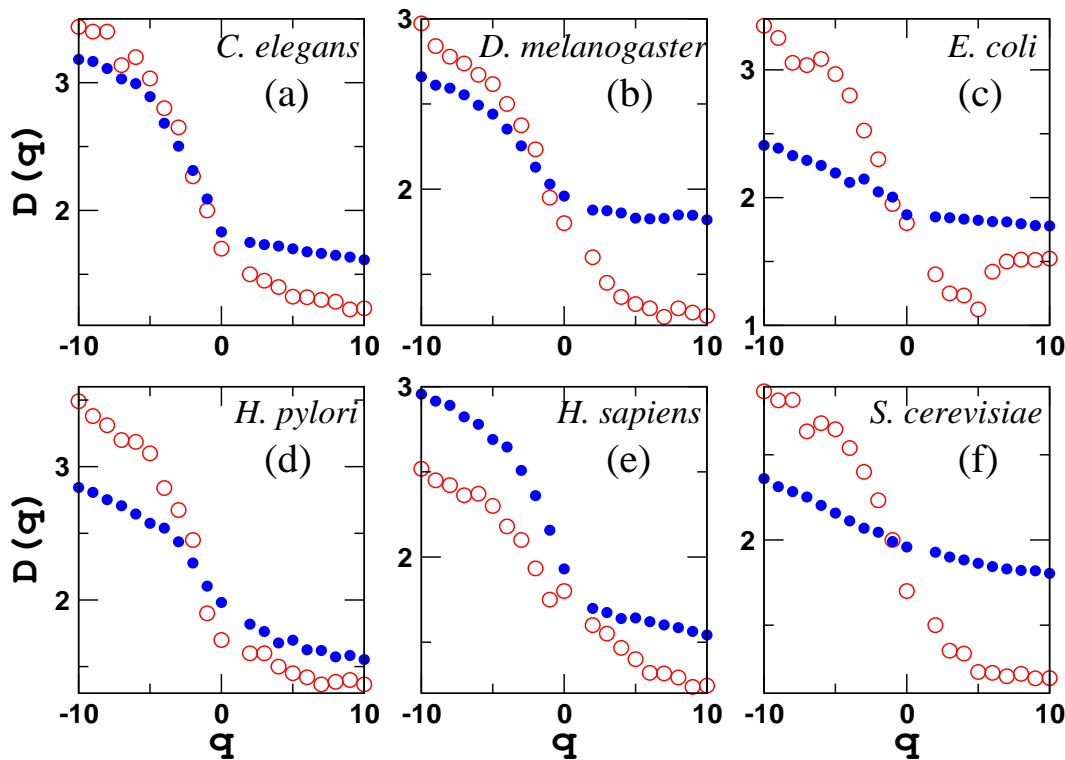 C. elegans
(a)
3
2
-10
0
10
D (q)
D. melanogaster
(b)
3
2
-10
0
10
E. coli
(c)
3
2
1
-10
0
10
H. pylori
(d)
3
2
-10
0
10
D (q)
q
H. sapiens
(e)
3
2
-10
0
10
q
S. cerevisiae
(f)
2
-10
0
10
q